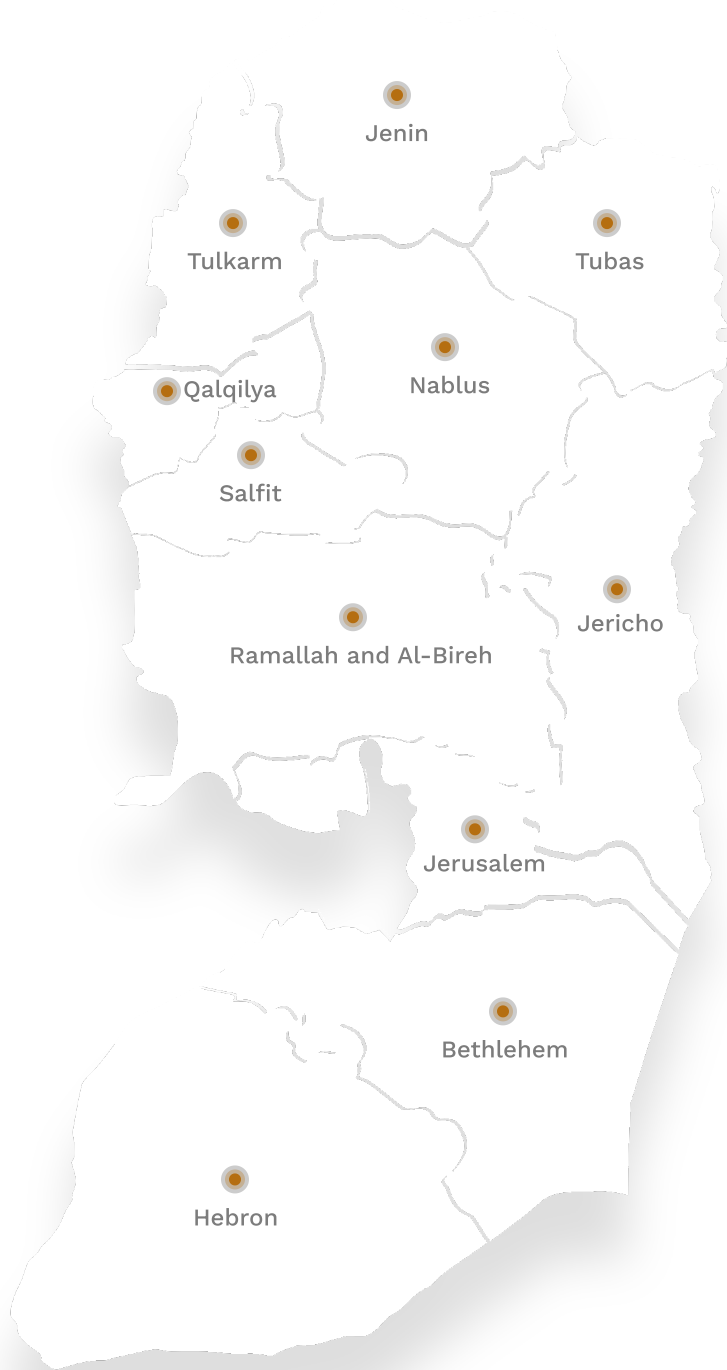 Jenin
Tulkarm
Tubas
Nablus
Qalqilya
Salfit
Jericho
Ramallah and Al-Bireh
Jerusalem
Bethlehem
Hebron